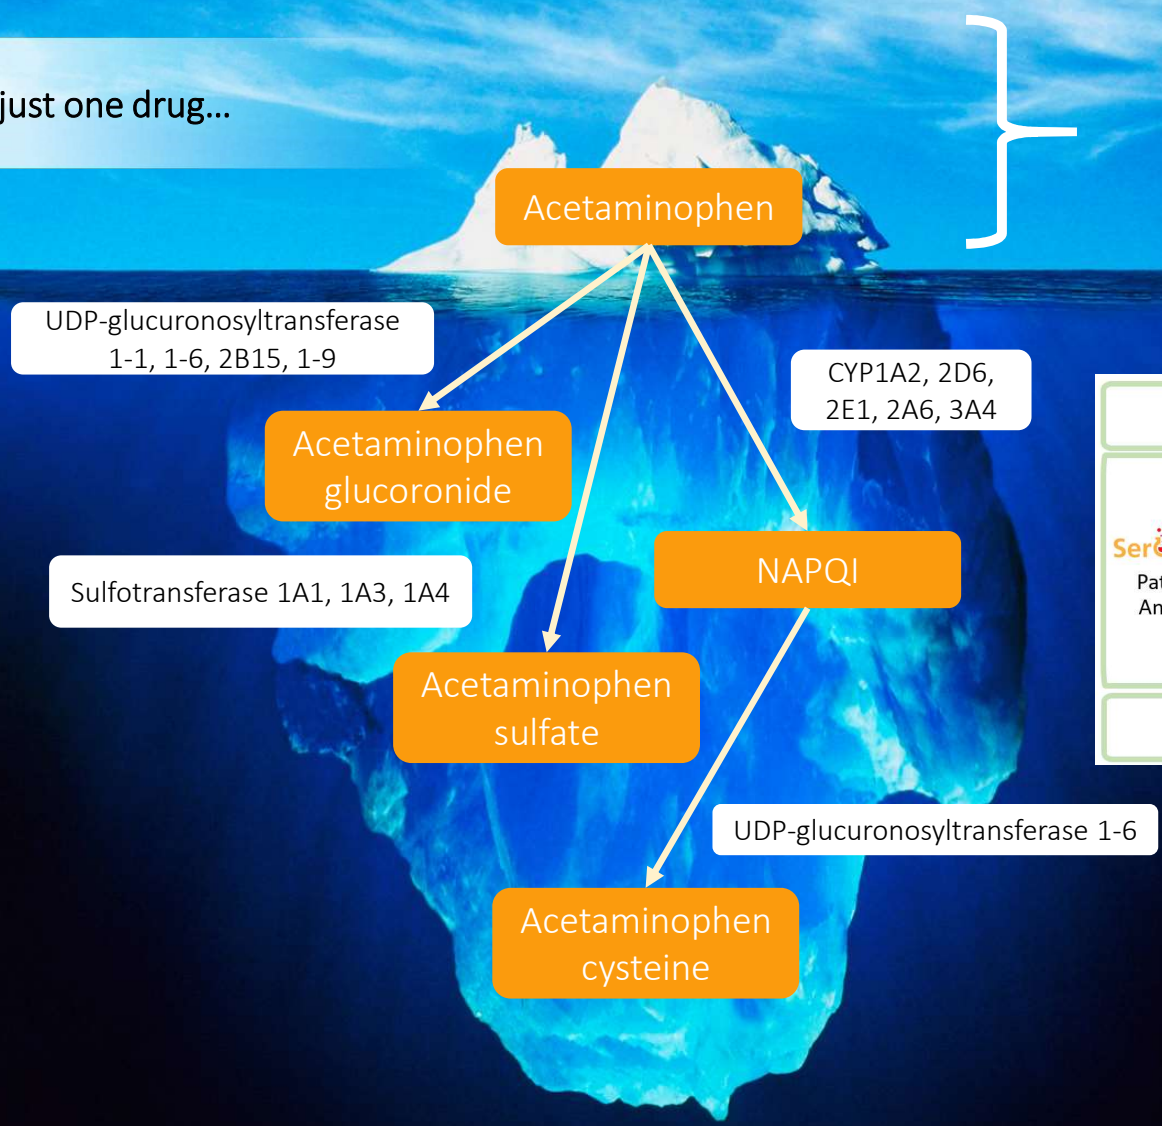 just one drug...
Acetaminophen
UDP-glucuronosyltransferase
1-1, 1-6, 2B15, 1-9
CYP1A2, 2D6,
2E1, 2A6, 3A4
Acetaminophen
glucoronide
Sulfotransferase 1A1, 1A3, 1A4
NAPQI
Acetaminophen
sulfate
UDP-glucuronosyltransferase 1-6
Acetaminophen
cysteine